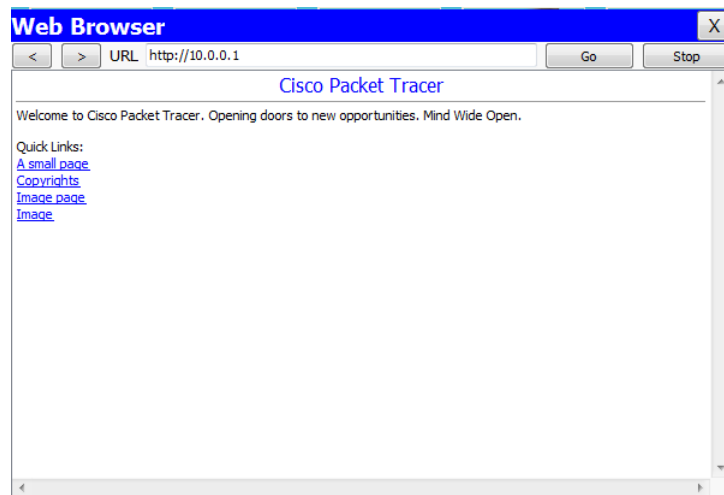 Web Browser X
< > URL http://10.0.0.1 Go Stop
Cisco Packet Tracer
Welcome to Cisco Packet Tracer. Opening doors to new opportunities. Mind Wide Open.
Quick Links:
A small page
Copyrights
Image page
Image